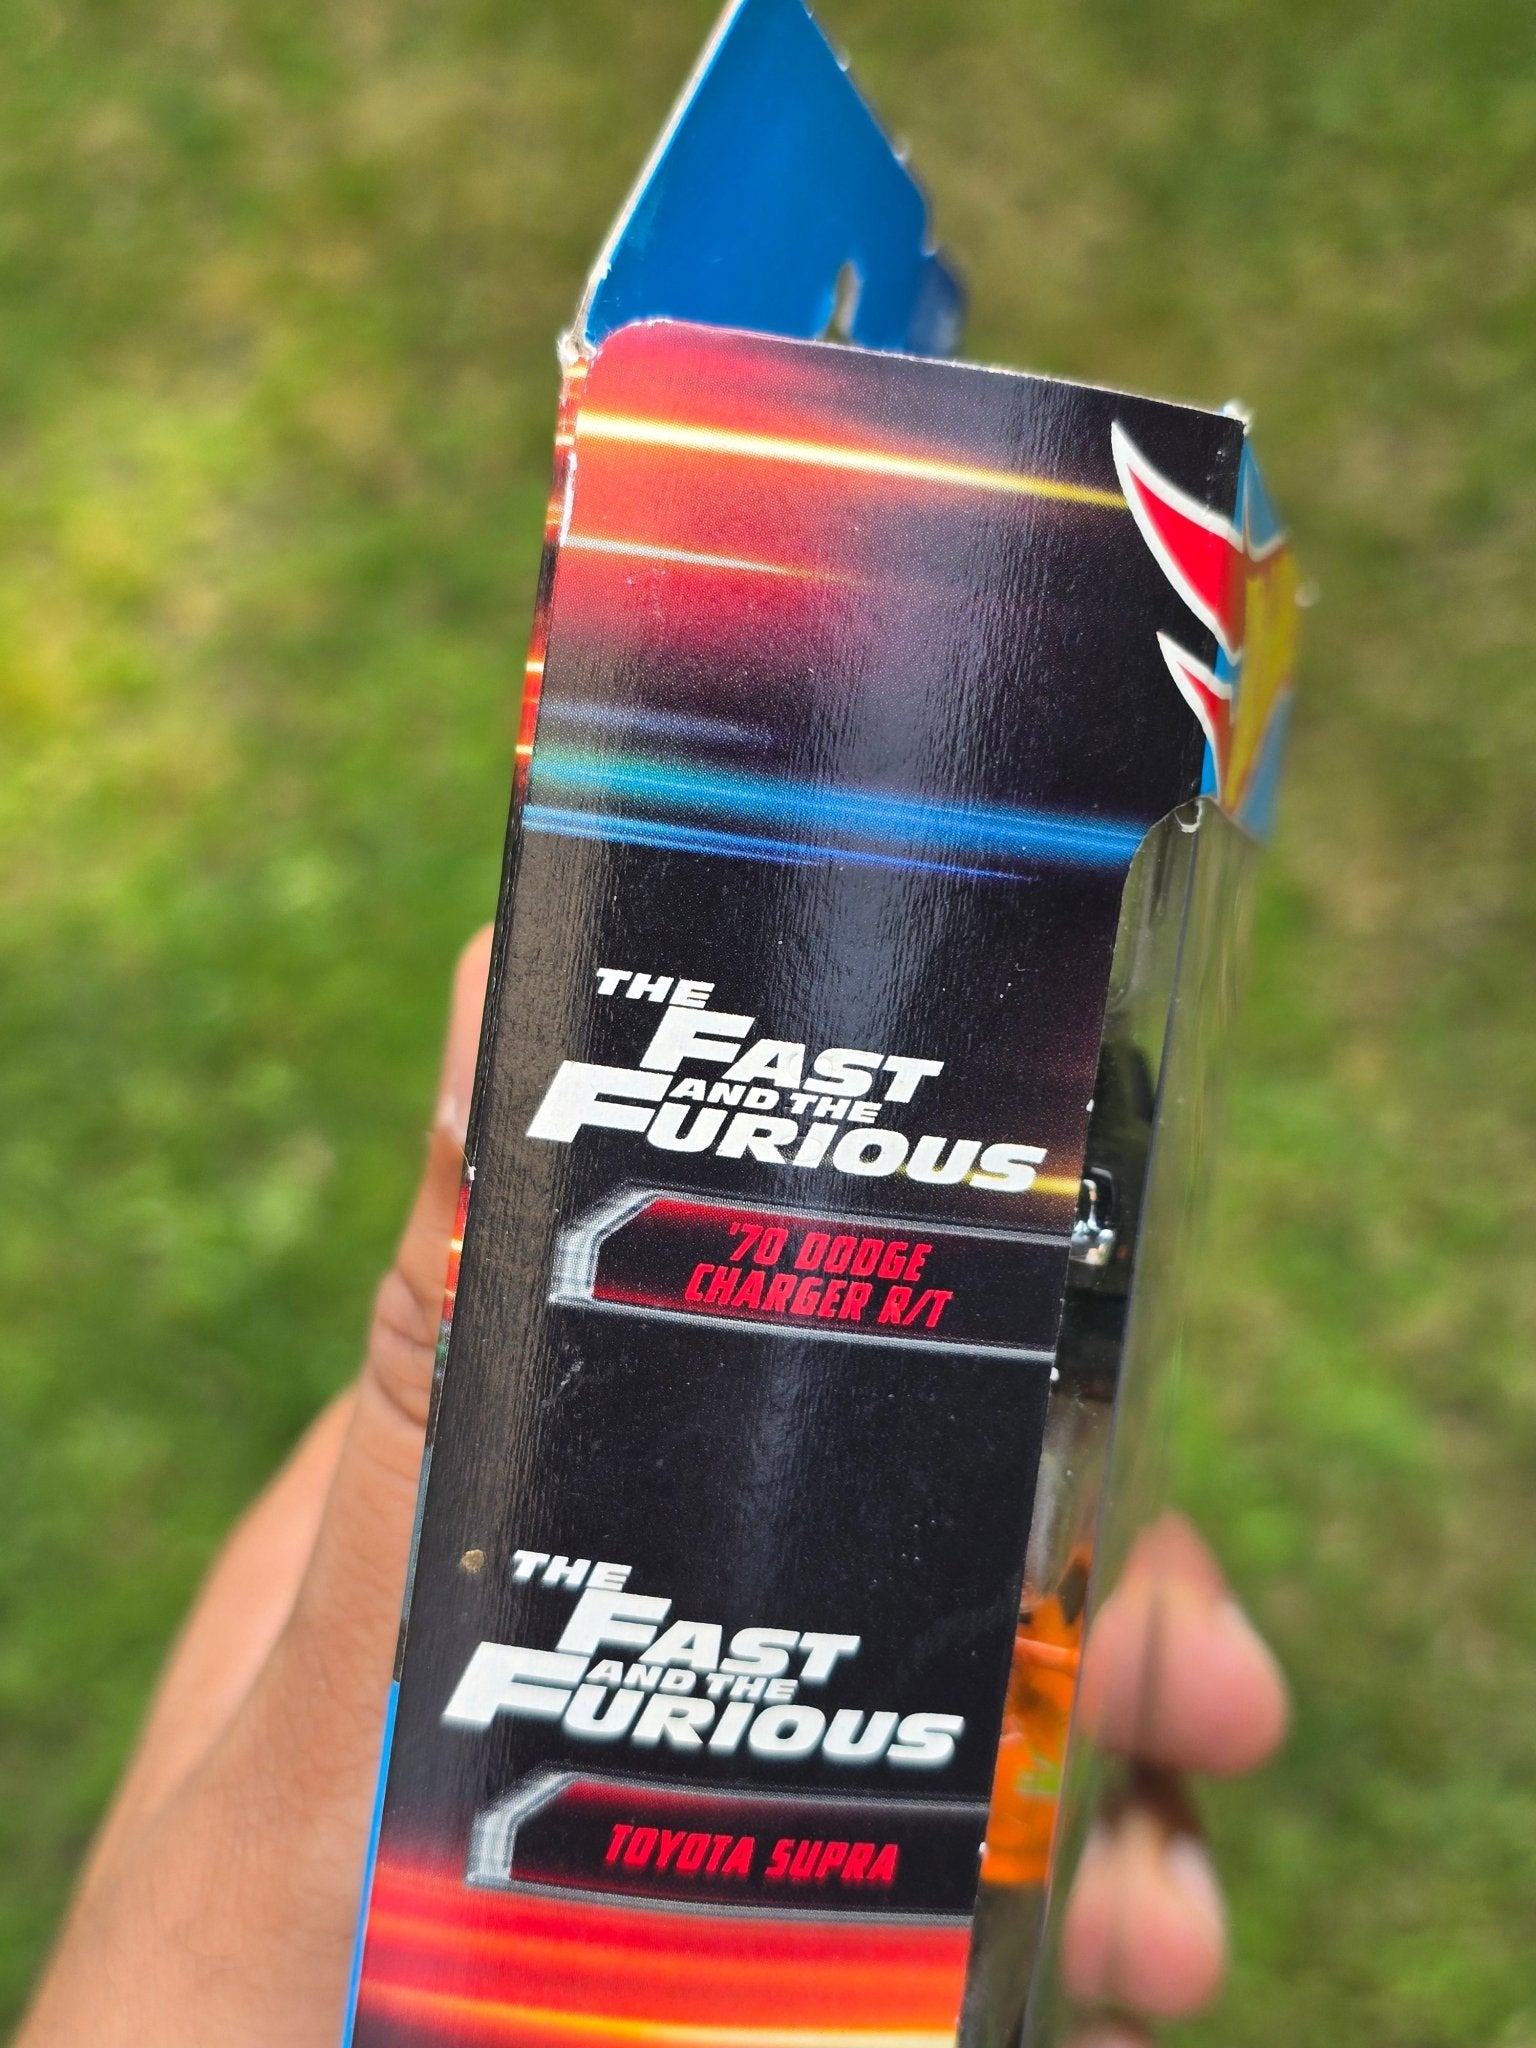 THE
FAST
AND THE
FURIOUS
'70 DODGE
CHARGER R/T
THE
FAST
AND THE
FURIOUS
TOYOTA SUPRA